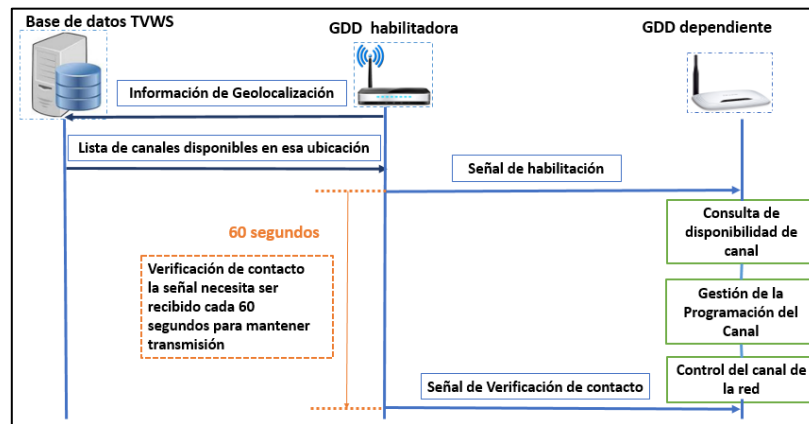 Base de datos TVWS
GDD habilitadora
GDD dependiente
Información de Geolocalización
Lista de canales disponibles en esa ubicación
Señal de habilitación
60 segundos
Verificación de contacto
la señal necesita ser
recibido cada 60
segundos para mantener
transmisión
Consulta de
disponibilidad de
canal
Gestión de la
Programación del
Canal
Control del canal de
la red
Señal de Verificación de contacto